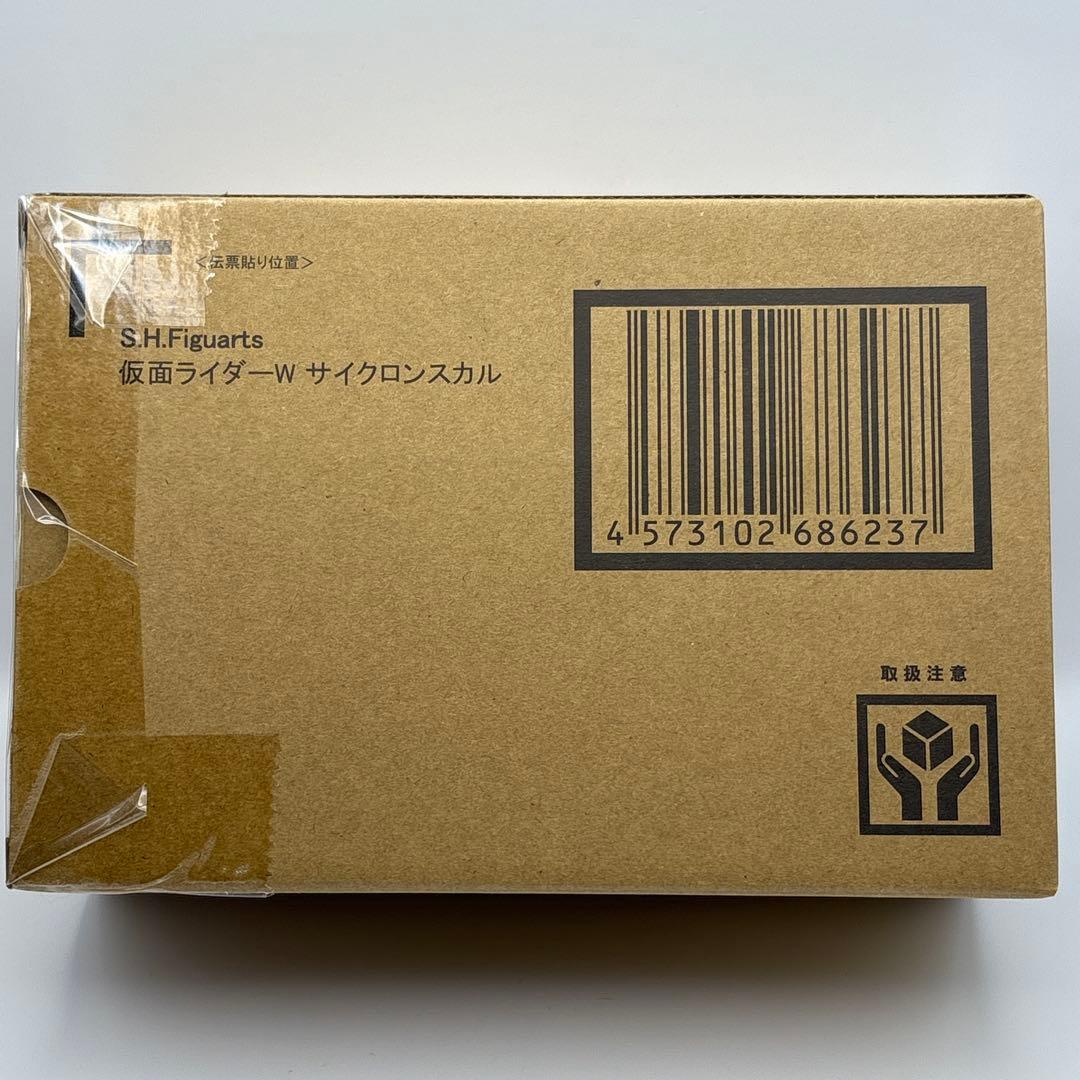 <伝票貼り位置>
S.H.Figuarts
仮面ライダーW サイクロンスカル
4 573102 686237
取扱注意